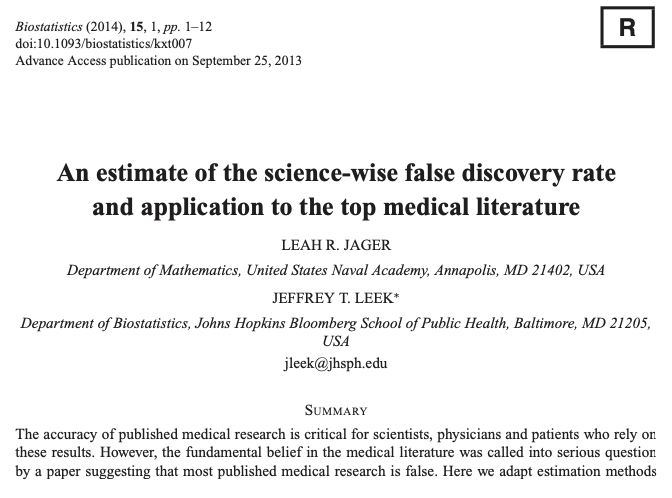 Biostatistics (2014), 15, 1, pp. 1–12
doi:10.1093/biostatistics/kxt007
Advance Access publication on September 25, 2013
R
An estimate of the science-wise false discovery rate
and application to the top medical literature
LEAH R. JAGER
Department of Mathematics, United States Naval Academy, Annapolis, MD 21402, USA
JEFFREY T. LEEK*
Department of Biostatistics, Johns Hopkins Bloomberg School of Public Health, Baltimore, MD 21205,
USA
jleek@jhsph.edu
SUMMARY
The accuracy of published medical research is critical for scientists, physicians and patients who rely on
these results. However, the fundamental belief in the medical literature was called into serious question
by a paper suggesting that most published medical research is false. Here we adapt estimation methods